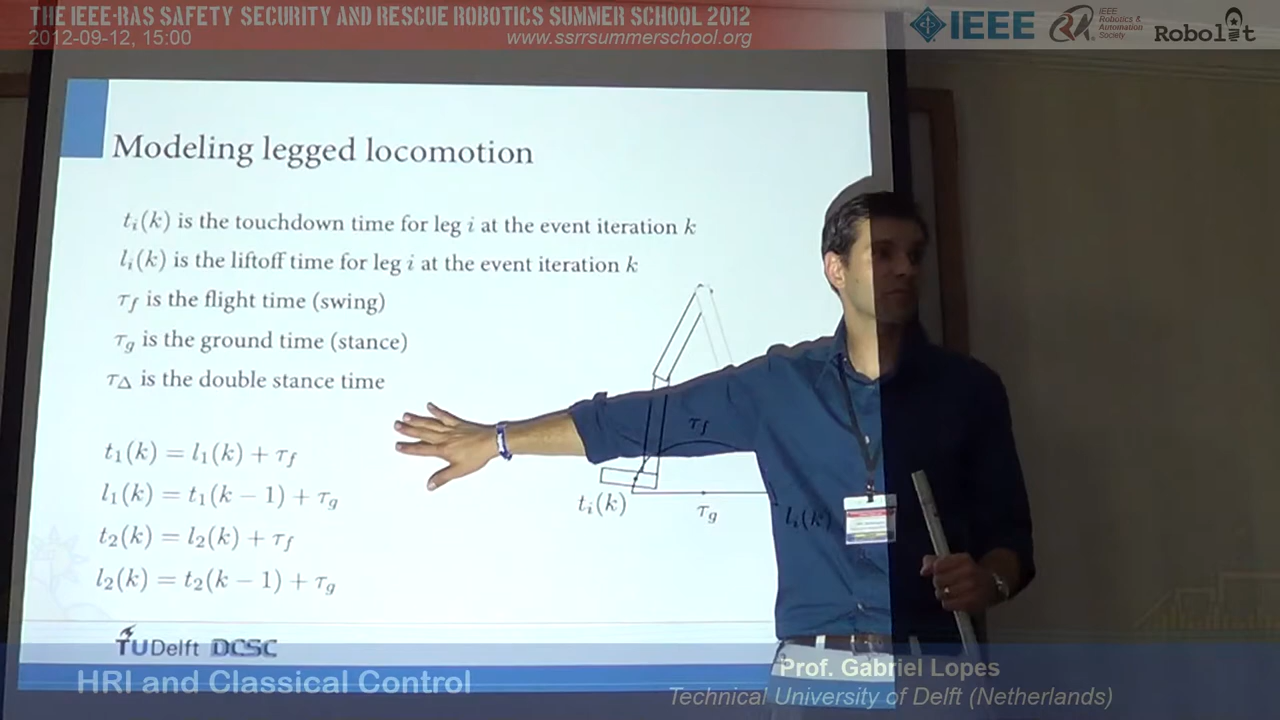 THE IEEE-RAS SAFETY SECURITY AND RESCUE ROBOTICS SUMMER SCHOOL 2012
2012-09-12, 15:00
www.ssrrsummerschool.org
IEEE
IEEE
Robotics &
Automation
Society
Robolit
Modeling legged locomotion
tᵢ(k) is the touchdown time for leg i at the event iteration k
lᵢ(k) is the liftoff time for leg i at the event iteration k
τf is the flight time (swing)
τg is the ground time (stance)
τΔ is the double stance time
t₁(k) = l₁(k) + τf
l₁(k) = t₁(k − 1) + τg
t₂(k) = l₂(k) + τf
l₂(k) = t₂(k − 1) + τg
τf
tᵢ(k)
τg
lᵢ(k)
TUDelft DCSC
HRI and Classical Control
Prof. Gabriel Lopes
Technical University of Delft (Netherlands)